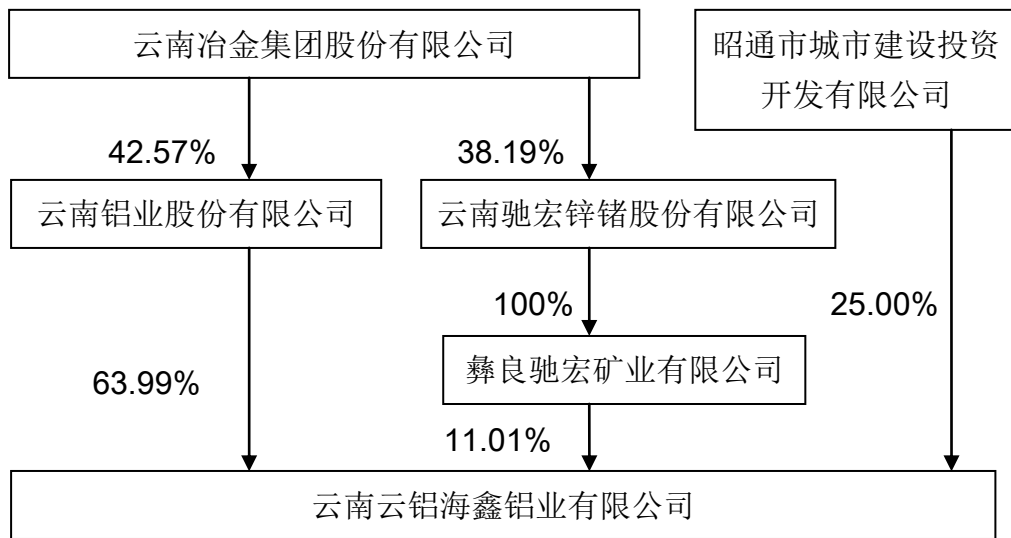 云南冶金集团股份有限公司
昭通市城市建设投资
开发有限公司
42.57%
38.19%
云南铝业股份有限公司
云南驰宏锌锗股份有限公司
100%
25.00%
彝良驰宏矿业有限公司
63.99%
11.01%
云南云铝海鑫铝业有限公司